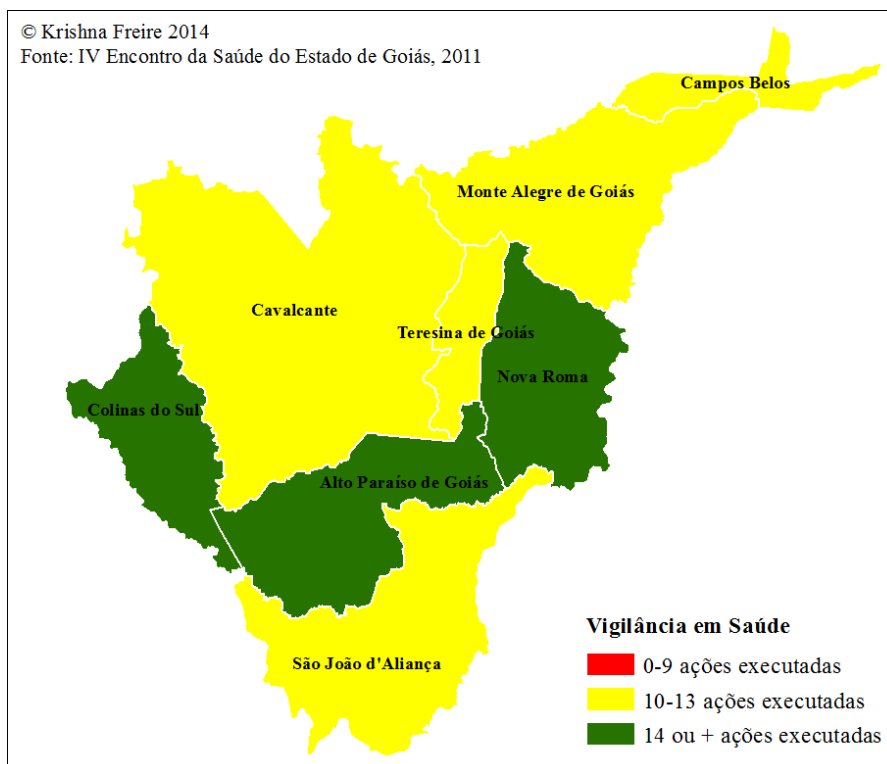 © Krishna Freire 2014
Fonte: IV Encontro da Saúde do Estado de Goiás, 2011
Campos Belos
Monte Alegre de Goiás
Cavalcante
Teresina de Goiás
Nova Roma
Colinas do Sul
Alto Paraíso de Goiás
São João d'Aliança
Vigilância em Saúde
0-9 ações executadas
10-13 ações executadas
14 ou + ações executadas